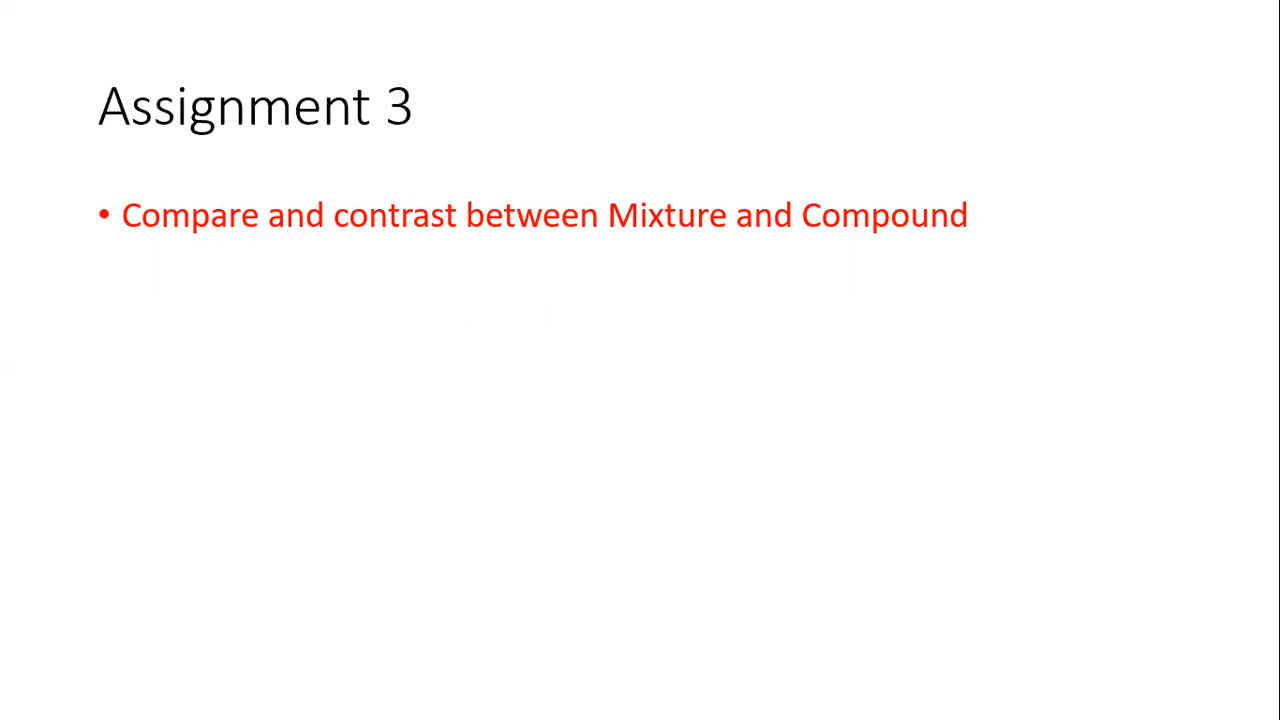 Assignment 3
• Compare and contrast between Mixture and Compound